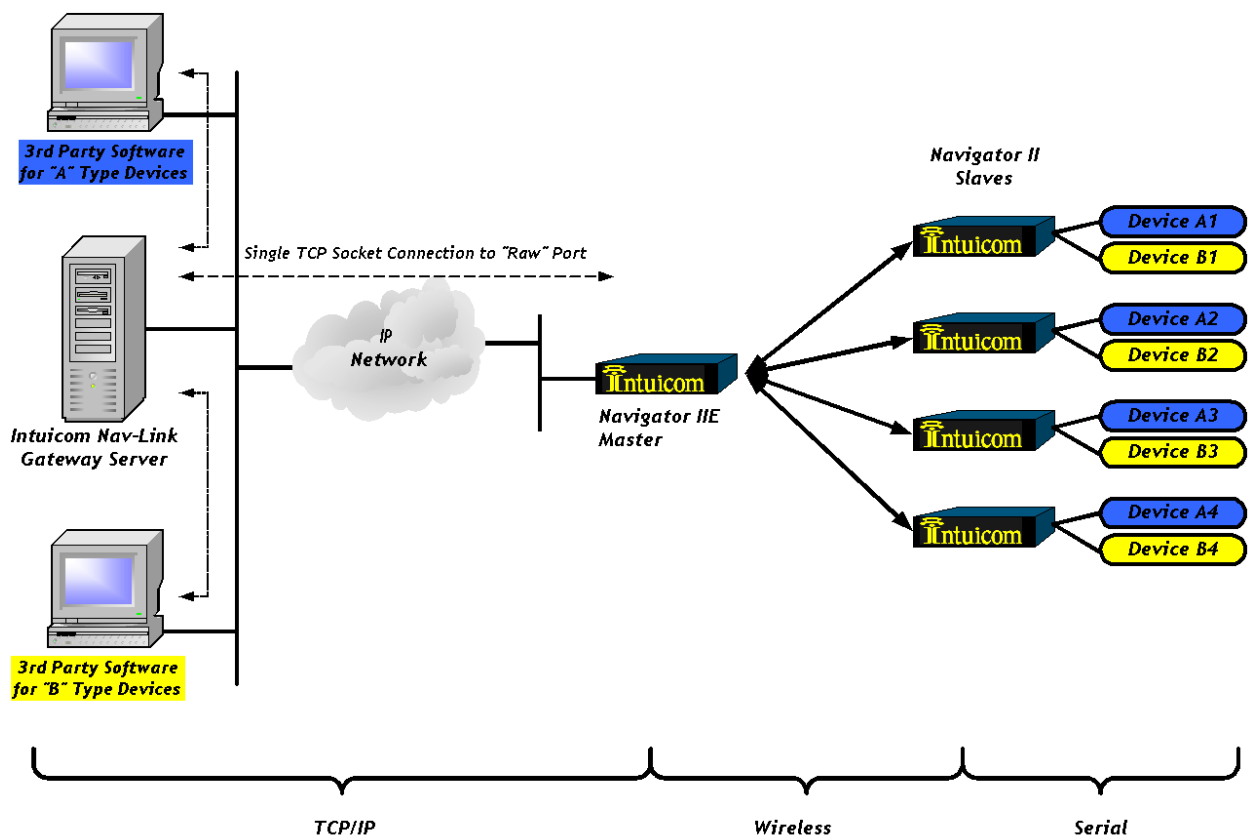 3rd Party Software
for "A" Type Devices
Navigator II
Slaves
Intuicom
Device A1
Device B1
Single TCP Socket Connection to "Raw" Port
IP
Network
Intuicom
Device A2
Device B2
Intuicom
Navigator IIE
Master
Intuicom
Device A3
Device B3
Intuicom Nav-Link
Gateway Server
Intuicom
Device A4
Device B4
3rd Party Software
for "B" Type Devices
TCP/IP
Wireless
Serial